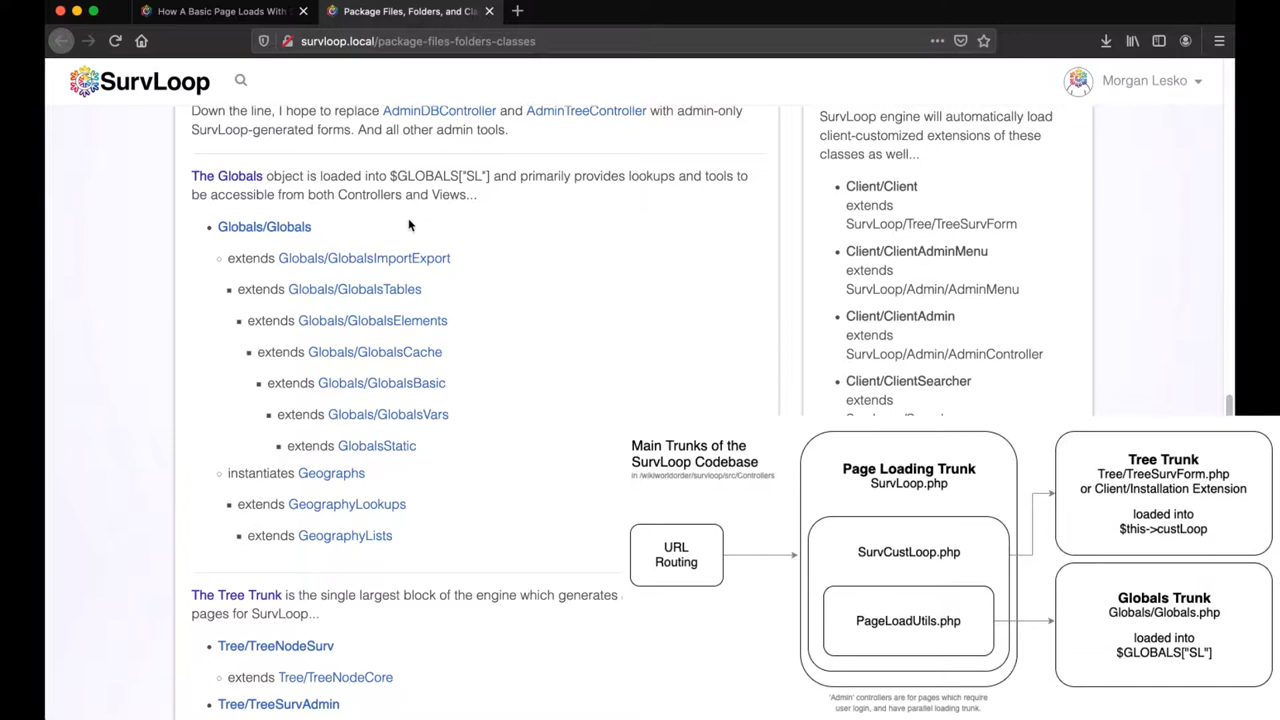 How A Basic Page Loads With
Package Files, Folders, and Cla
survloop.local/package-files-folders-classes
SurvLoop
Morgan Lesko
Down the line, I hope to replace AdminDBController and AdminTreeController with admin-only
SurvLoop-generated forms. And all other admin tools.
The Globals object is loaded into $GLOBALS["SL"] and primarily provides lookups and tools to
be accessible from both Controllers and Views...
Globals/Globals
extends Globals/GlobalsImportExport
extends Globals/GlobalsTables
extends Globals/GlobalsElements
extends Globals/GlobalsCache
extends Globals/GlobalsBasic
extends Globals/GlobalsVars
extends GlobalsStatic
instantiates Geographs
extends GeographyLookups
extends GeographyLists
The Tree Trunk is the single largest block of the engine which generates
pages for SurvLoop...
Tree/TreeNodeSurv
extends Tree/TreeNodeCore
Tree/TreeSurvAdmin
SurvLoop engine will automatically load
client-customized extensions of these
classes as well...
Client/Client
extends
SurvLoop/Tree/TreeSurvForm
Client/ClientAdminMenu
extends
SurvLoop/Admin/AdminMenu
Client/ClientAdmin
extends
SurvLoop/Admin/AdminController
Client/ClientSearcher
extends
Main Trunks of the
SurvLoop Codebase
in /wikiworldorder/survloop/src/Controllers
URL
Routing
Page Loading Trunk
SurvLoop.php
SurvCustLoop.php
PageLoadUtils.php
'Admin' controllers are for pages which require
user login, and have parallel loading trunk.
Tree Trunk
Tree/TreeSurvForm.php
or Client/Installation Extension
loaded into
$this->custLoop
Globals Trunk
Globals/Globals.php
loaded into
$GLOBALS["SL"]